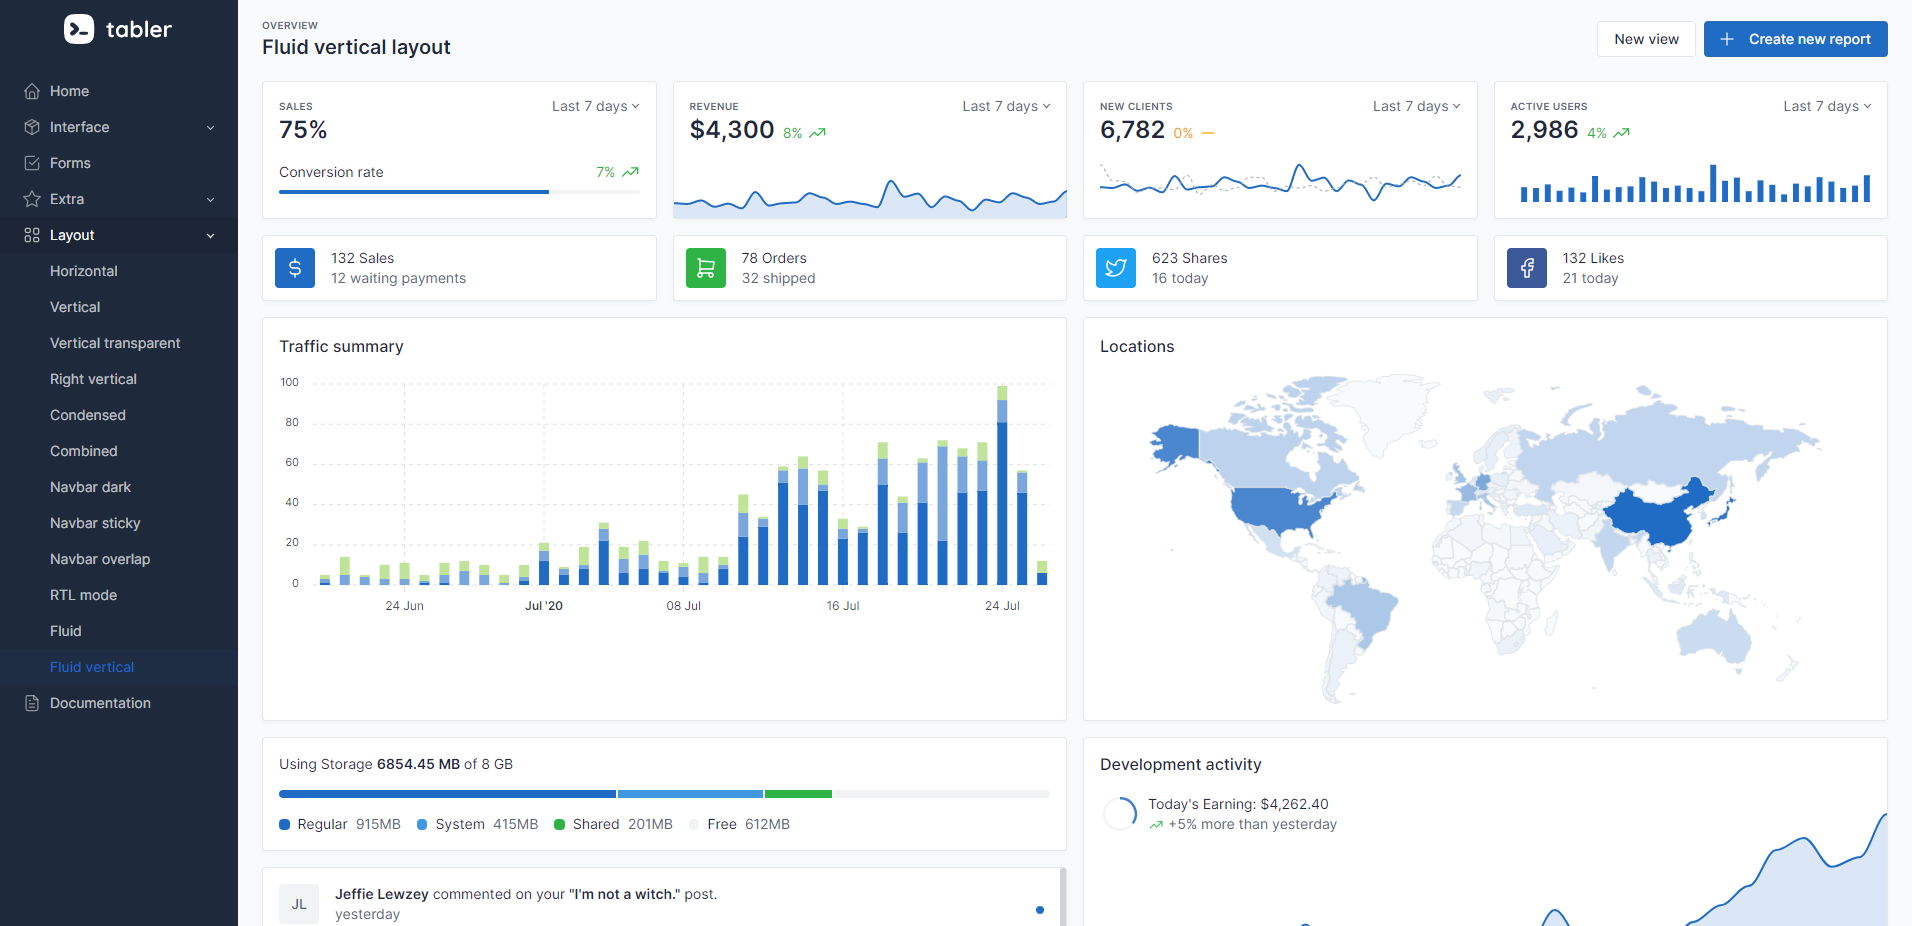 tabler
Home
Interface
Forms
Extra
Layout
Horizontal
Vertical
Vertical transparent
Right vertical
Condensed
Combined
Navbar dark
Navbar sticky
Navbar overlap
RTL mode
Fluid
Fluid vertical
Documentation
OVERVIEW
Fluid vertical layout
New view
Create new report
SALES
Last 7 days
75%
Conversion rate
7%
REVENUE
Last 7 days
$4,300 8%
NEW CLIENTS
Last 7 days
6,782 0%
ACTIVE USERS
Last 7 days
2,986 4%
132 Sales
12 waiting payments
78 Orders
32 shipped
623 Shares
16 today
132 Likes
21 today
Traffic summary
100
80
60
40
20
0
24 Jun
Jul '20
08 Jul
16 Jul
24 Jul
Locations
Using Storage 6854.45 MB of 8 GB
Regular 915MB
System 415MB
Shared 201MB
Free 612MB
Development activity
Today's Earning: $4,262.40
+5% more than yesterday
JL
Jeffie Lewzey commented on your "I'm not a witch." post.
yesterday